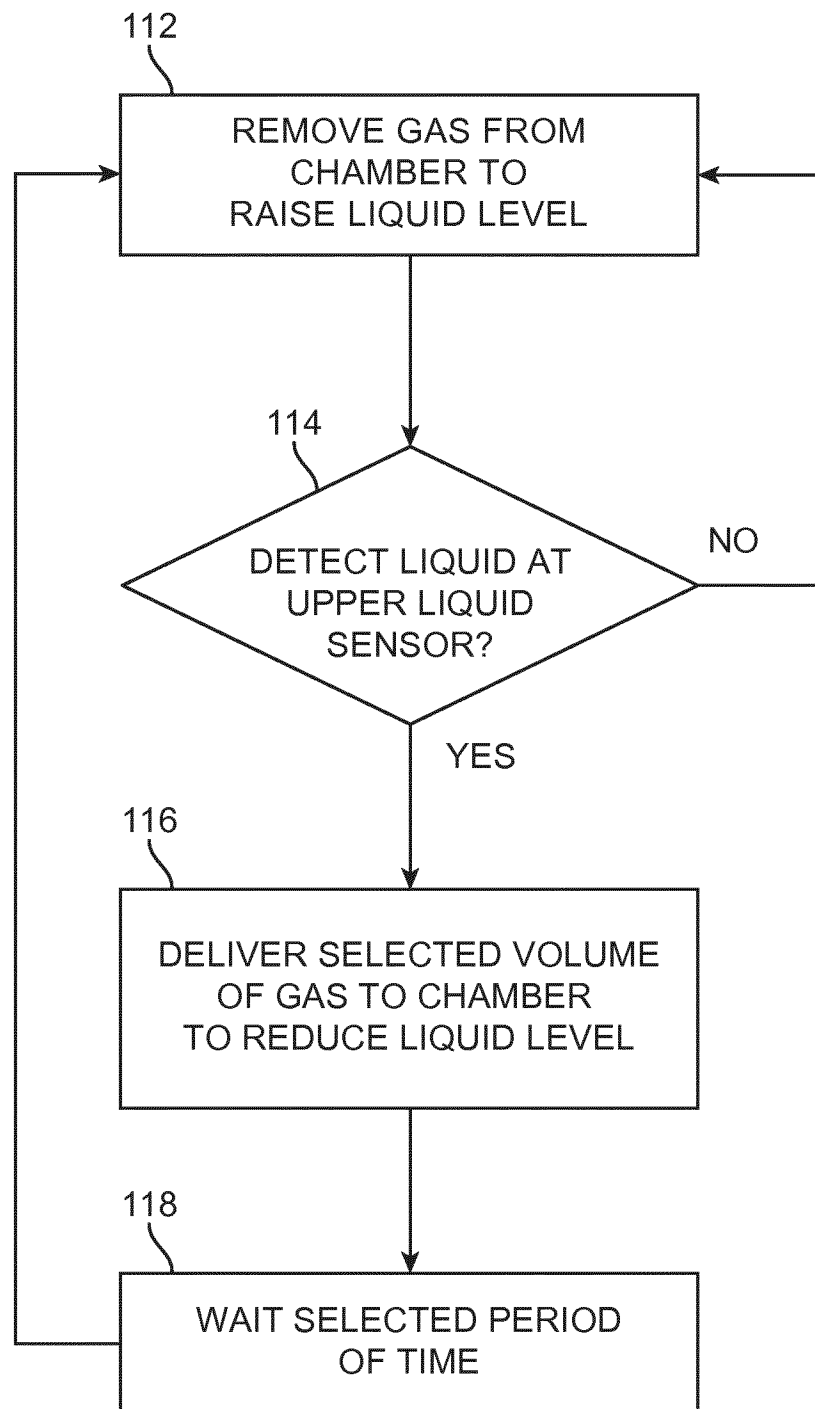 112
REMOVE GAS FROM
CHAMBER TO
RAISE LIQUID LEVEL
114
DETECT LIQUID AT
UPPER LIQUID
SENSOR?
NO
YES
116
DELIVER SELECTED VOLUME
OF GAS TO CHAMBER
TO REDUCE LIQUID LEVEL
118
WAIT SELECTED PERIOD
OF TIME